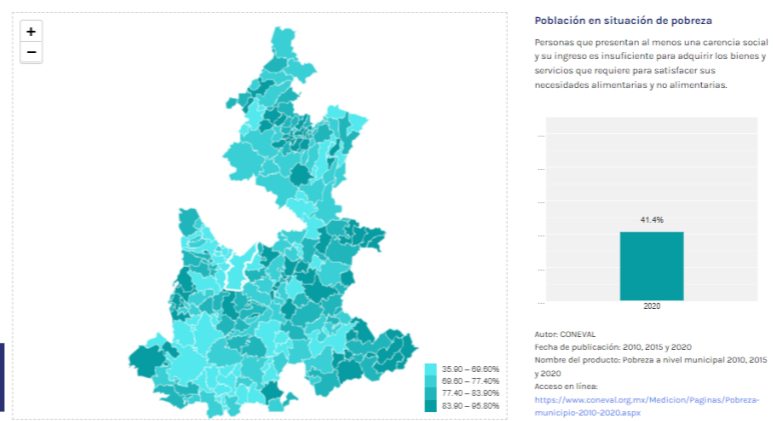 +
−
Población en situación de pobreza
Personas que presentan al menos una carencia social
y su ingreso es insuficiente para adquirir los bienes y
servicios que requiere para satisfacer sus
necesidades alimentarias y no alimentarias.
41.4%
2020
35.90 – 69.60%
69.60 – 77.40%
77.40 – 83.90%
83.90 – 95.80%
Autor: CONEVAL
Fecha de publicación: 2010, 2015 y 2020
Nombre del producto: Pobreza a nivel municipal 2010, 2015
y 2020
Acceso en línea:
https://www.coneval.org.mx/Medicion/Paginas/Pobreza-
municipio-2010-2020.aspx